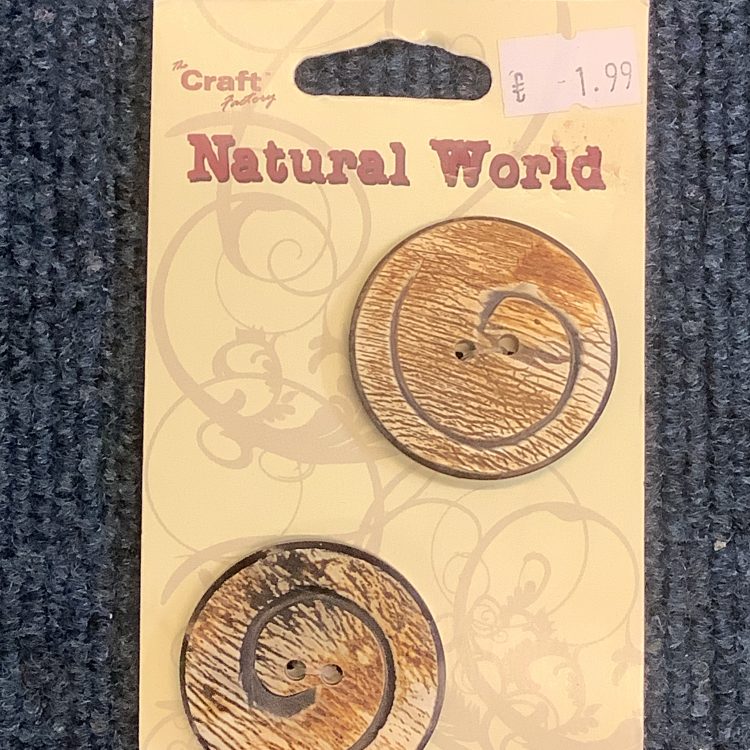 The
Craft
Factory
£ -1.99
Natural World